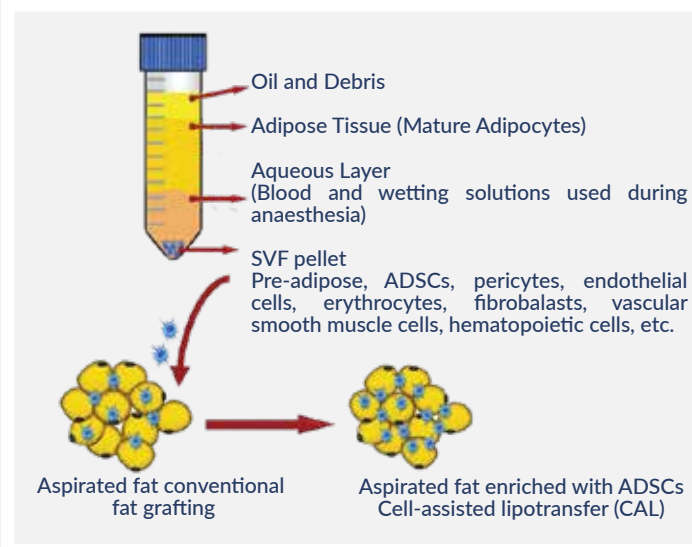 Oil and Debris
Adipose Tissue (Mature Adipocytes)
Aqueous Layer
(Blood and wetting solutions used during
anaesthesia)
SVF pellet
Pre-adipose, ADSCs, pericytes, endothelial
cells, erythrocytes, fibrobalasts, vascular
smooth muscle cells, hematopoietic cells, etc.
Aspirated fat conventional
fat grafting
Aspirated fat enriched with ADSCs
Cell-assisted lipotransfer (CAL)